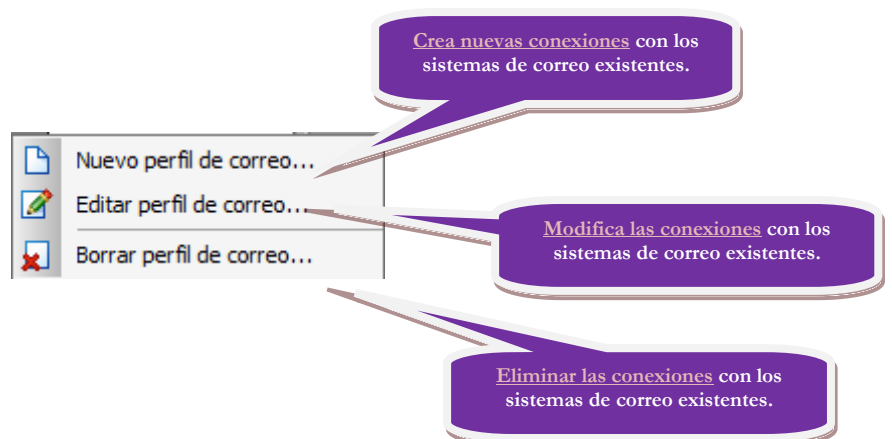 Crea nuevas conexiones con los
sistemas de correo existentes.
Nuevo perfil de correo...
Editar perfil de correo...
Modifica las conexiones con los
sistemas de correo existentes.
Borrar perfil de correo...
Eliminar las conexiones con los
sistemas de correo existentes.